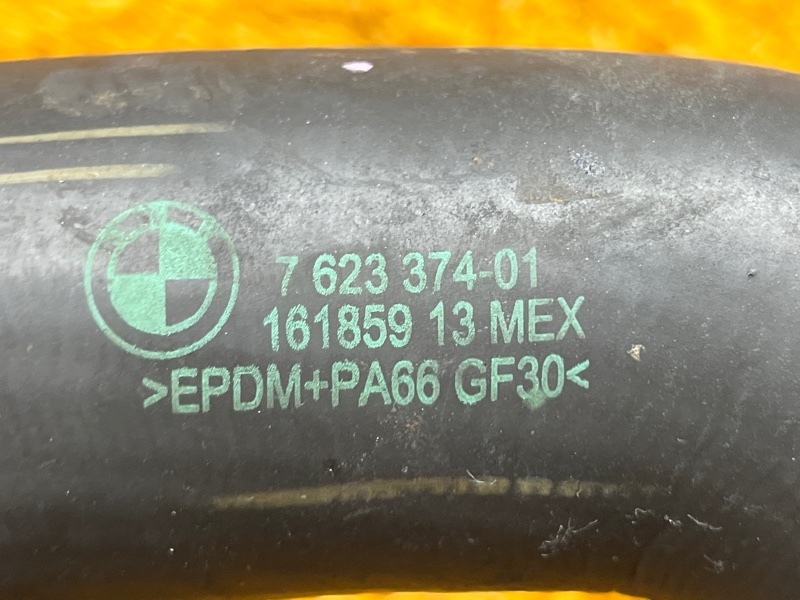 7 623 374-01
161859 13 MEX
>EPDM+PA66 GF30<